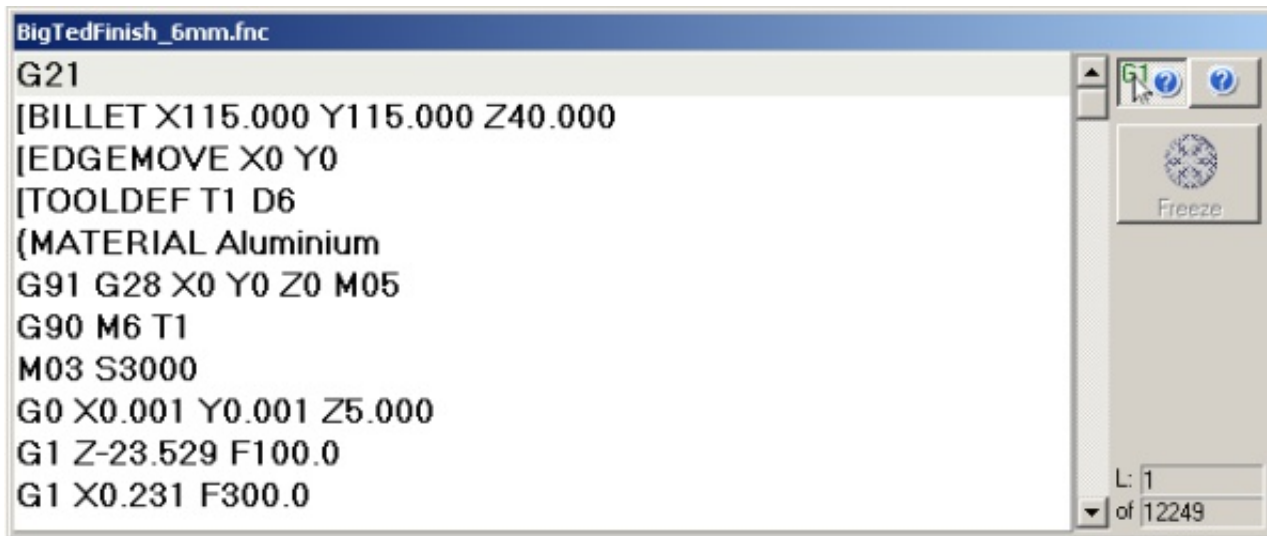 BigTedFinish_6mm.fnc
G21
[BILLET X115.000 Y115.000 Z40.000
[EDGEMOVE X0 Y0
[TOOLDEF T1 D6
(MATERIAL Aluminium
G91 G28 X0 Y0 Z0 M05
G90 M6 T1
M03 S3000
G0 X0.001 Y0.001 Z5.000
G1 Z-23.529 F100.0
G1 X0.231 F300.0
G1
Freeze
L: 1
of 12249